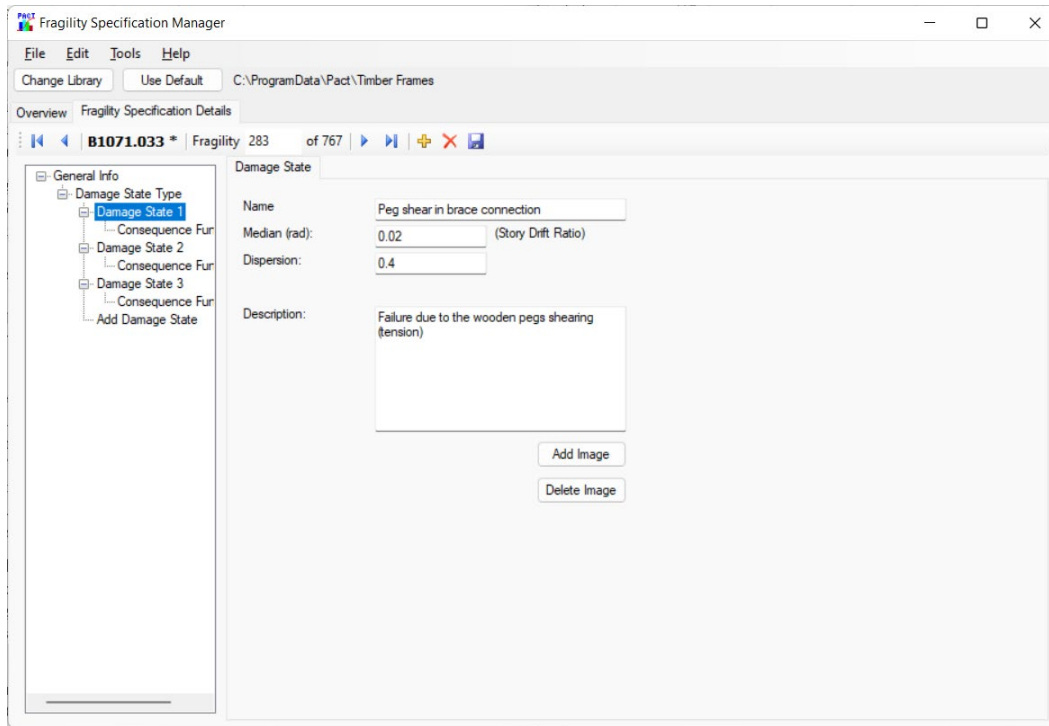 PACT Fragility Specification Manager
File Edit Tools Help
Change Library Use Default C:\ProgramData\Pact\Timber Frames
Overview Fragility Specification Details
B1071.033 * Fragility 283 of 767
General Info
Damage State Type
Damage State 1
Consequence Fun
Damage State 2
Consequence Fun
Damage State 3
Consequence Fun
Add Damage State
Damage State
Name Peg shear in brace connection
Median (rad): 0.02 (Story Drift Ratio)
Dispersion: 0.4
Description: Failure due to the wooden pegs shearing
(tension)
Add Image
Delete Image